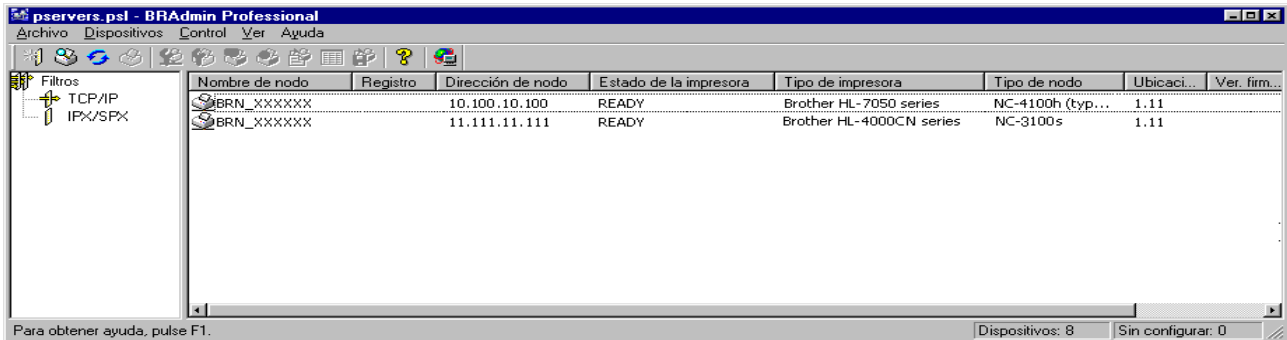 pservers.psl - BRAdmin Professional
Archivo Dispositivos Control Ver Ayuda
Filtros
TCP/IP
IPX/SPX
Nombre de nodo Registro Dirección de nodo Estado de la impresora Tipo de impresora Tipo de nodo Ubicaci... Ver. firm...
BRN_XXXXXX 10.100.10.100 READY Brother HL-7050 series NC-4100h (typ... 1.11
BRN_XXXXXX 11.111.11.111 READY Brother HL-4000CN series NC-3100s 1.11
Para obtener ayuda, pulse F1. Dispositivos: 8 Sin configurar: 0